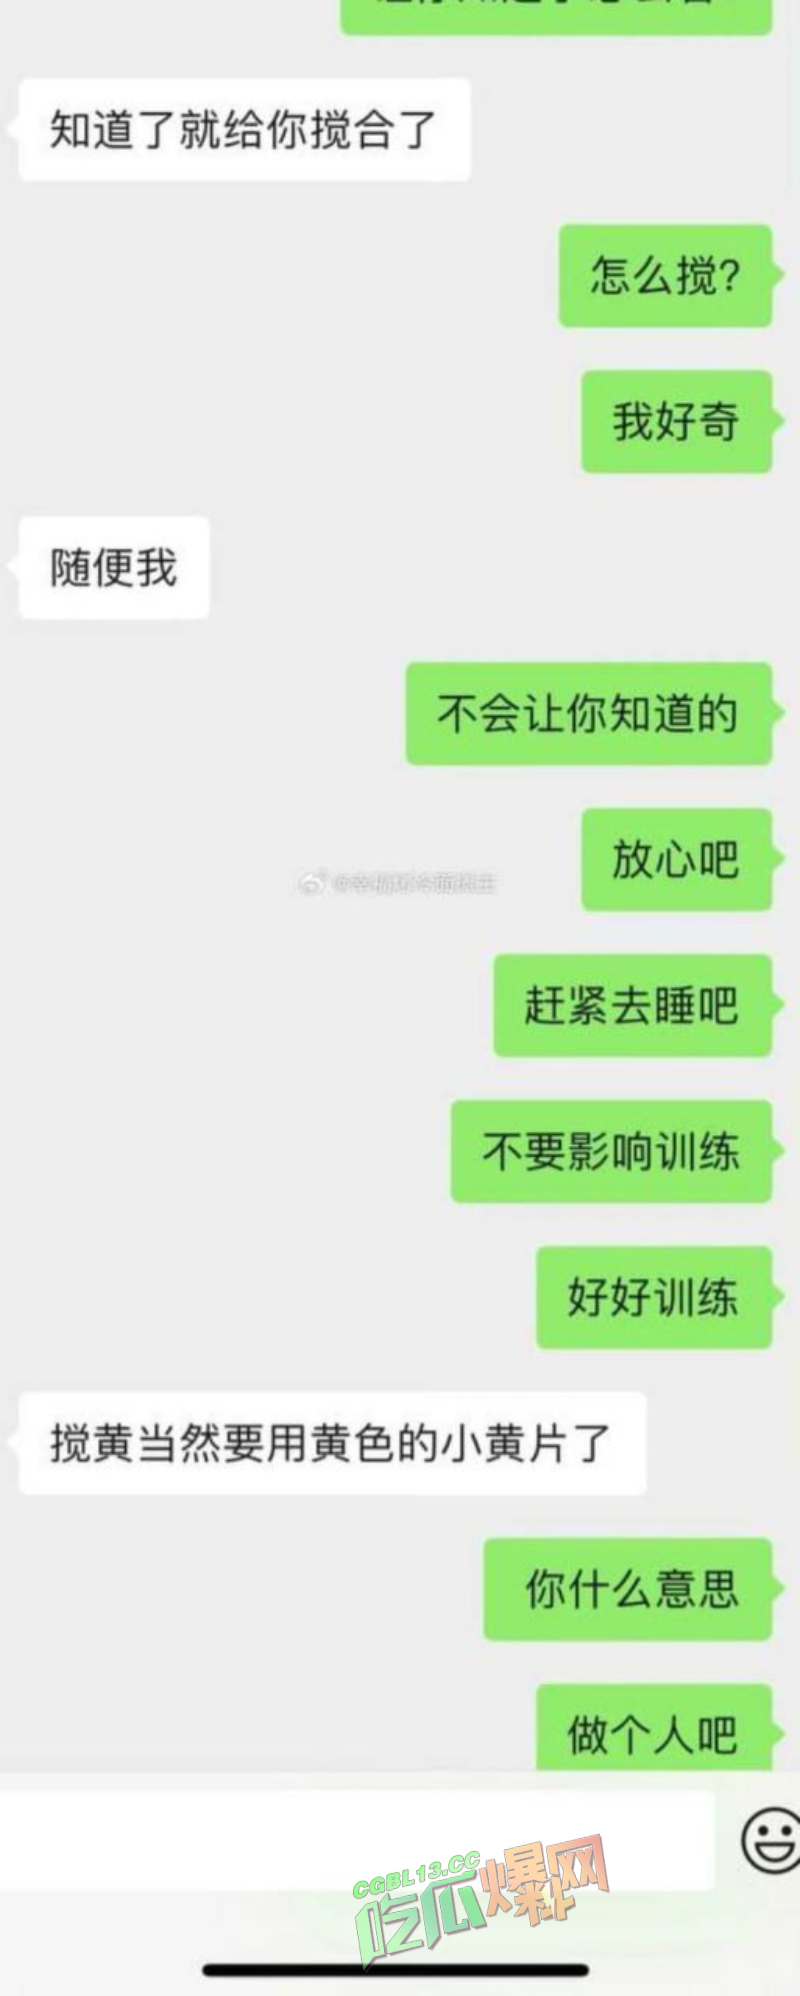 知道了就给你搅合了
怎么搅?
我好奇
随便我
不会让你知道的
放心吧
赶紧去睡吧
不要影响训练
好好训练
搅黄当然要用黄色的小黄片了
你什么意思
做个人吧
CGBL13.CC
吃瓜爆料网